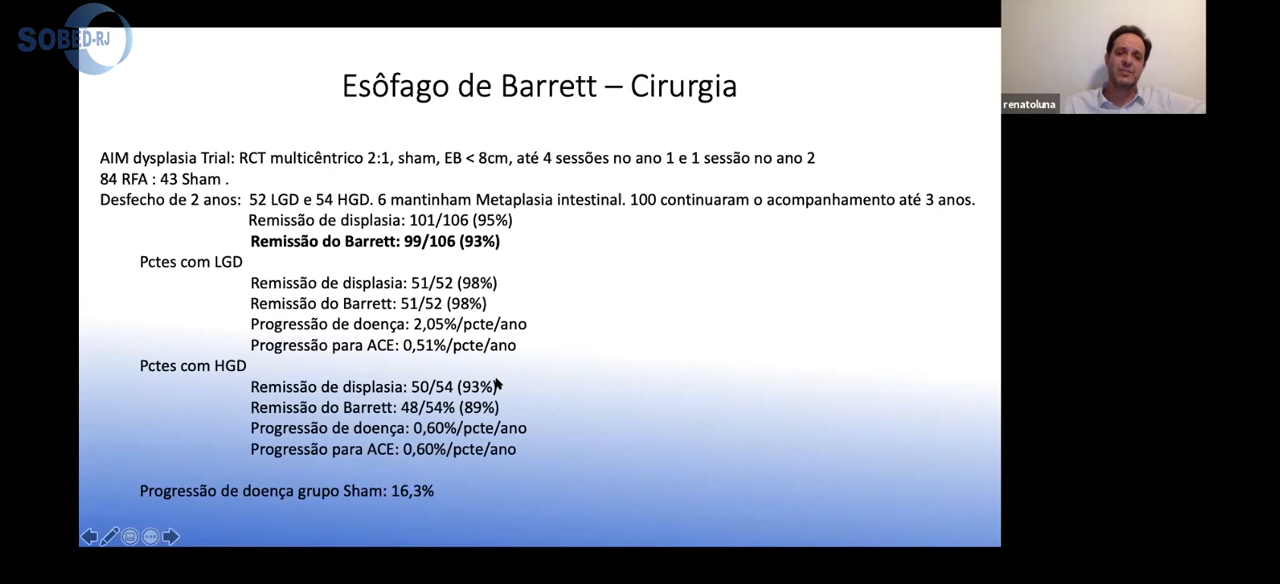 SOBED-RJ
Esôfago de Barrett – Cirurgia
renatoluna
AIM dysplasia Trial: RCT multicêntrico 2:1, sham, EB < 8cm, até 4 sessões no ano 1 e 1 sessão no ano 2
84 RFA : 43 Sham .
Desfecho de 2 anos: 52 LGD e 54 HGD. 6 mantinham Metaplasia intestinal. 100 continuaram o acompanhamento até 3 anos.
Remissão de displasia: 101/106 (95%)
Remissão do Barrett: 99/106 (93%)
Pctes com LGD
Remissão de displasia: 51/52 (98%)
Remissão do Barrett: 51/52 (98%)
Progressão de doença: 2,05%/pcte/ano
Progressão para ACE: 0,51%/pcte/ano
Pctes com HGD
Remissão de displasia: 50/54 (93%)
Remissão do Barrett: 48/54% (89%)
Progressão de doença: 0,60%/pcte/ano
Progressão para ACE: 0,60%/pcte/ano
Progressão de doença grupo Sham: 16,3%